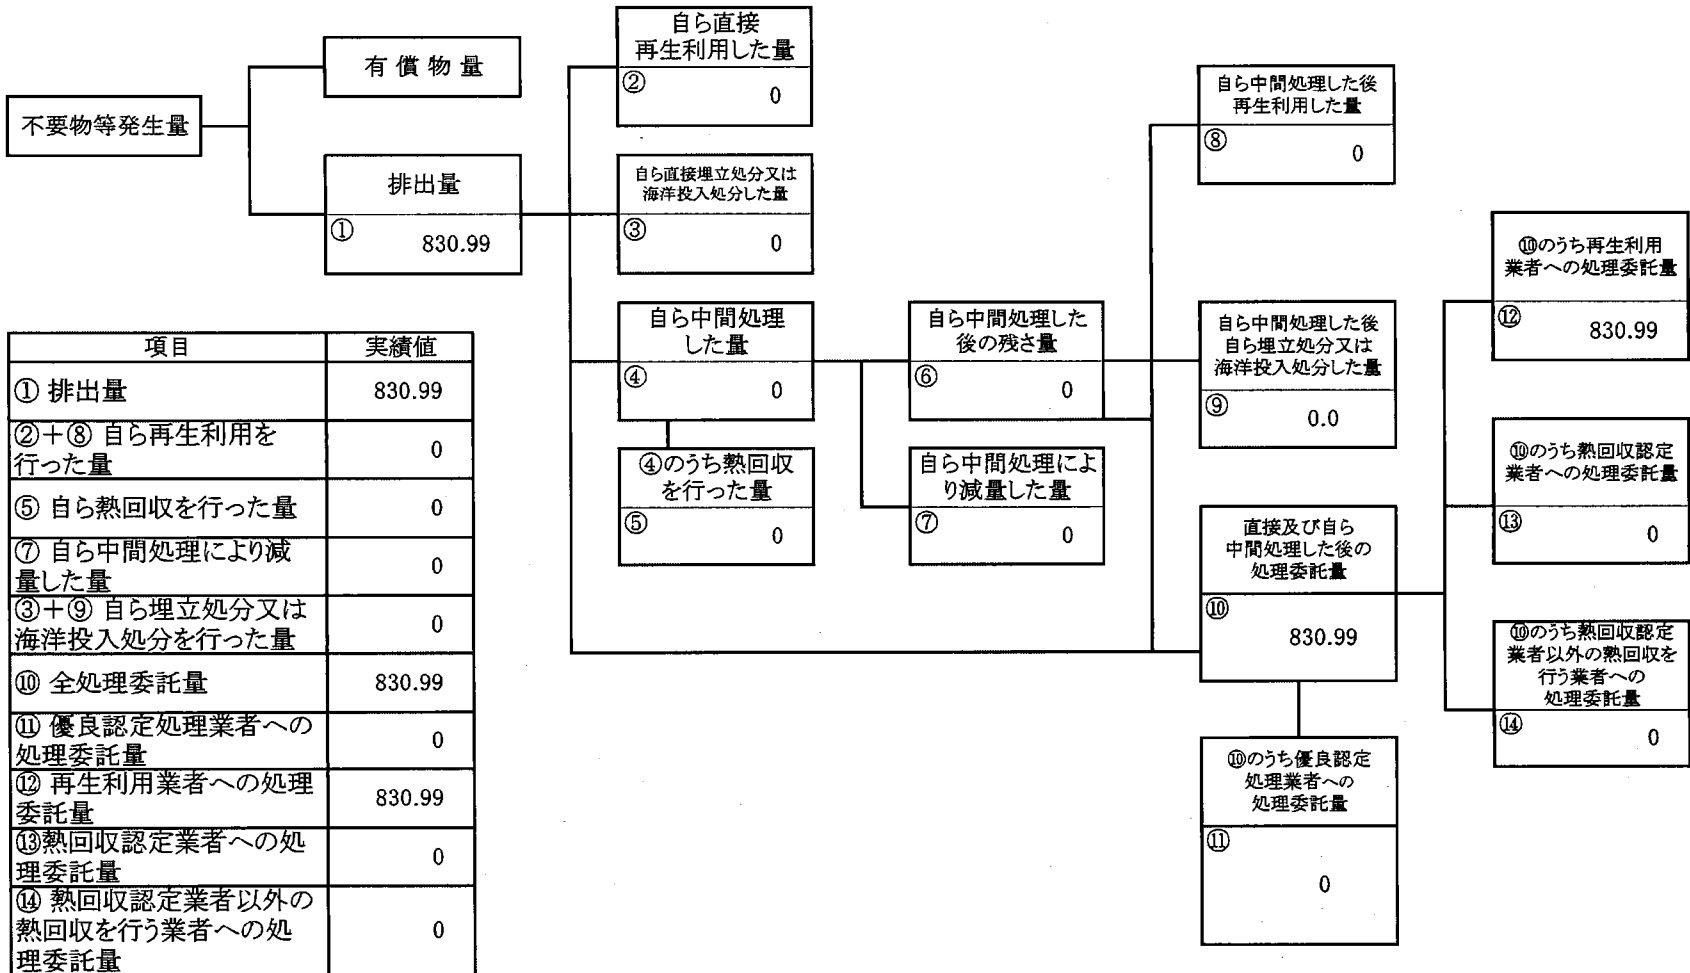 不要物等発生量
有償物量
排出量
①
830.99
自ら直接
再生利用した量
②
0
自ら直接埋立処分又は
海洋投入処分した量
③
0
自ら中間処理
した量
④
0
④のうち熱回収
を行った量
⑤
0
自ら中間処理した
後の残さ量
⑥
0
自ら中間処理によ
り減量した量
⑦
0
自ら中間処理した後
再生利用した量
⑧
0
自ら中間処理した後
自ら埋立処分又は
海洋投入処分した量
⑨
0.0
直接及び自ら
中間処理した後の
処理委託量
⑩
830.99
⑩のうち優良認定
処理業者への
処理委託量
⑪
0
⑩のうち再生利用
業者への処理委託量
⑫
830.99
⑩のうち熱回収認定
業者への処理委託量
⑬
0
⑩のうち熱回収認定
業者以外の熱回収を
行う業者への
処理委託量
⑭
0
項目 実績値
① 排出量 830.99
②＋⑧ 自ら再生利用を
行った量 0
⑤ 自ら熱回収を行った量 0
⑦ 自ら中間処理により減
量した量 0
③＋⑨ 自ら埋立処分又は
海洋投入処分を行った量 0
⑩ 全処理委託量 830.99
⑪ 優良認定処理業者への
処理委託量 0
⑫ 再生利用業者への処理
委託量 830.99
⑬熱回収認定業者への処
理委託量 0
⑭ 熱回収認定業者以外の
熱回収を行う業者への処
理委託量 0